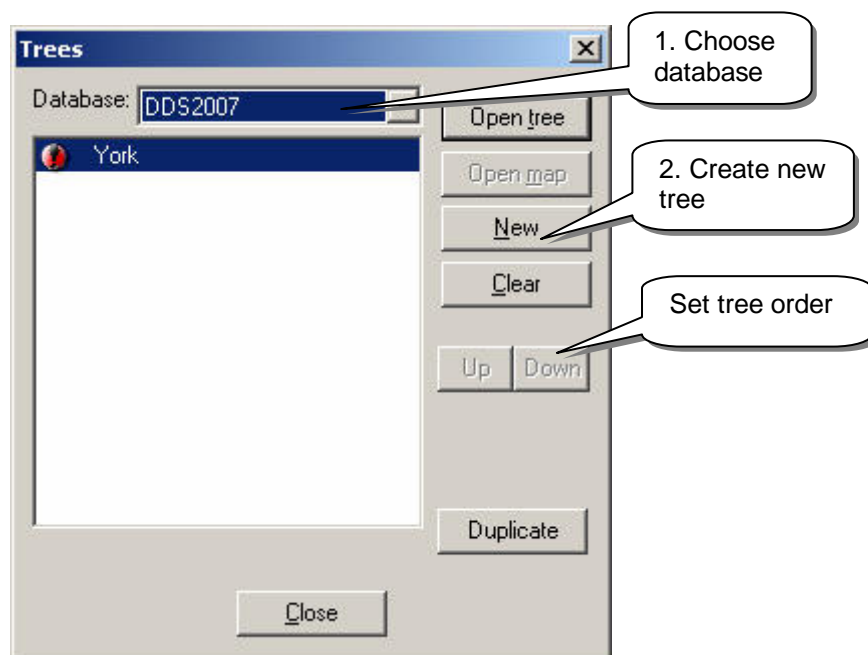 Trees
1. Choose
database
Database: DDS2007
Open tree
York
Open map
2. Create new
tree
New
Clear
Set tree order
Up Down
Duplicate
Close